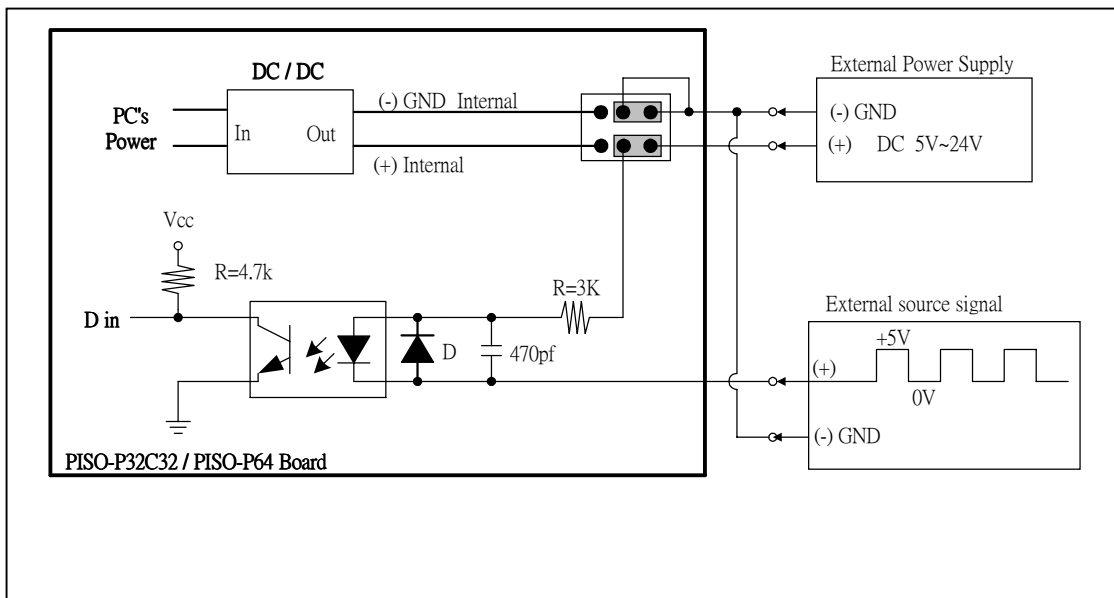 DC / DC
External Power Supply
(-) GND Internal
(-) GND
PC's
Power
In
Out
(+) DC 5V~24V
(+) Internal
Vcc
R=4.7k
R=3K
External source signal
+5V
D in
D
470pf
(+)
0V
(-) GND
PISO-P32C32 / PISO-P64 Board